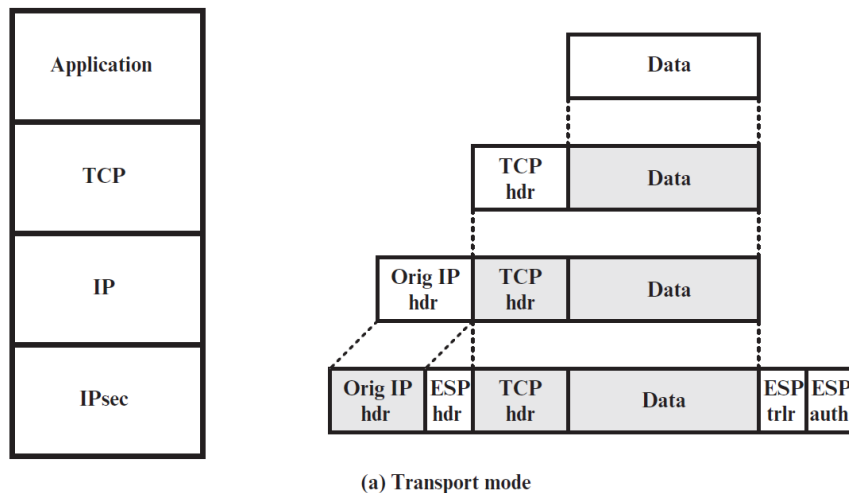 Application
Data
TCP
TCP
hdr
Data
IP
Orig IP
hdr
TCP
hdr
Data
IPsec
Orig IP
hdr
ESP
hdr
TCP
hdr
Data
ESP
trlr
ESP
auth
(a) Transport mode